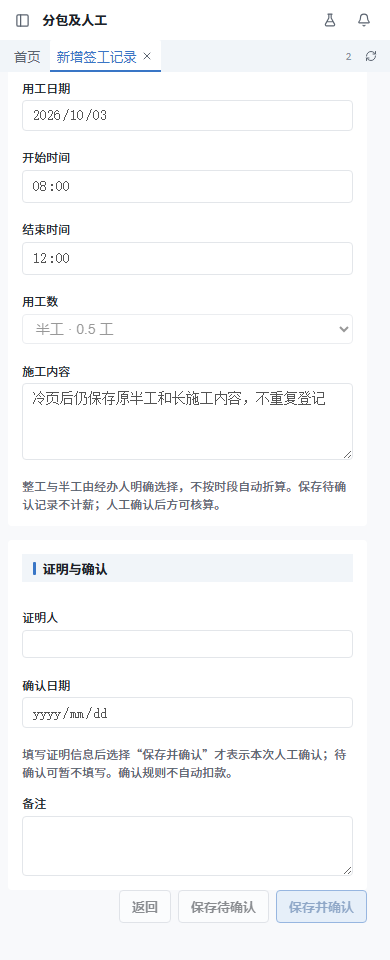 分包及人工
首页
新增签工记录
2
用工日期
2026/10/03
开始时间
08:00
结束时间
12:00
用工数
半工 · 0.5 工
施工内容
冷页后仍保存原半工和长施工内容，不重复登记
整工与半工由经办人明确选择，不按时段自动折算。保存待确
认记录不计薪；人工确认后方可核算。
证明与确认
证明人
确认日期
yyyy/mm/dd
填写证明信息后选择“保存并确认”才表示本次人工确认；待
确认可暂不填写。确认规则不自动扣款。
备注
返回
保存待确认
保存并确认